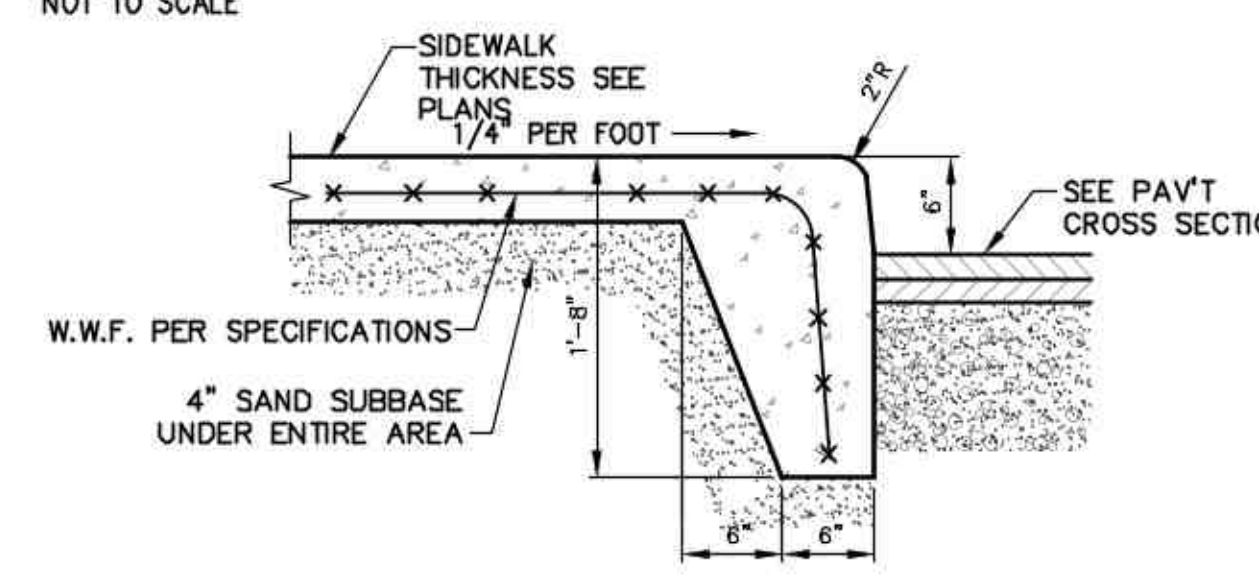 NOT TO SCALE
SIDEWALK
THICKNESS SEE
PLANS
1/4" PER FOOT
2"R
6"
SEE PAV'T
CROSS
W.W.F. PER SPECIFICATIONS
1'-8"
4" SAND SUBBASE
UNDER ENTIRE AREA
6"
6"